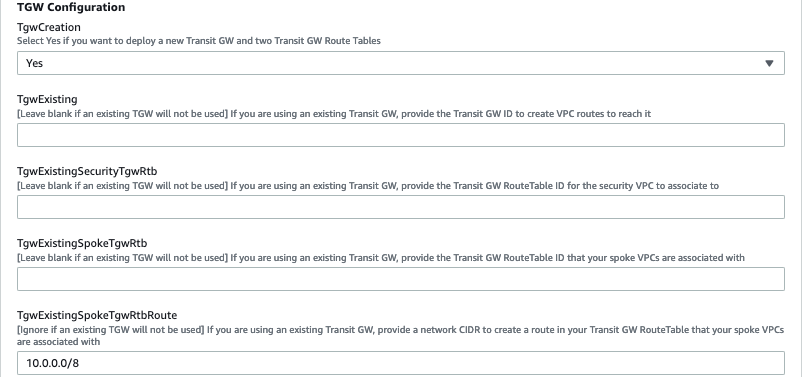 TGW Configuration
TgwCreation
Select Yes if you want to deploy a new Transit GW and two Transit GW Route Tables
Yes
TgwExisting
[Leave blank if an existing TGW will not be used] If you are using an existing Transit GW, provide the Transit GW ID to create VPC routes to reach it
TgwExistingSecurityTgwRtb
[Leave blank if an existing TGW will not be used] If you are using an existing Transit GW, provide the Transit GW RouteTable ID for the security VPC to associate to
TgwExistingSpokeTgwRtb
[Leave blank if an existing TGW will not be used] If you are using an existing Transit GW, provide the Transit GW RouteTable ID that your spoke VPCs are associated with
TgwExistingSpokeTgwRtbRoute
[Ignore if an existing TGW will not be used] If you are using an existing Transit GW, provide a network CIDR to create a route in your Transit GW RouteTable that your spoke VPCs
are associated with
10.0.0.0/8